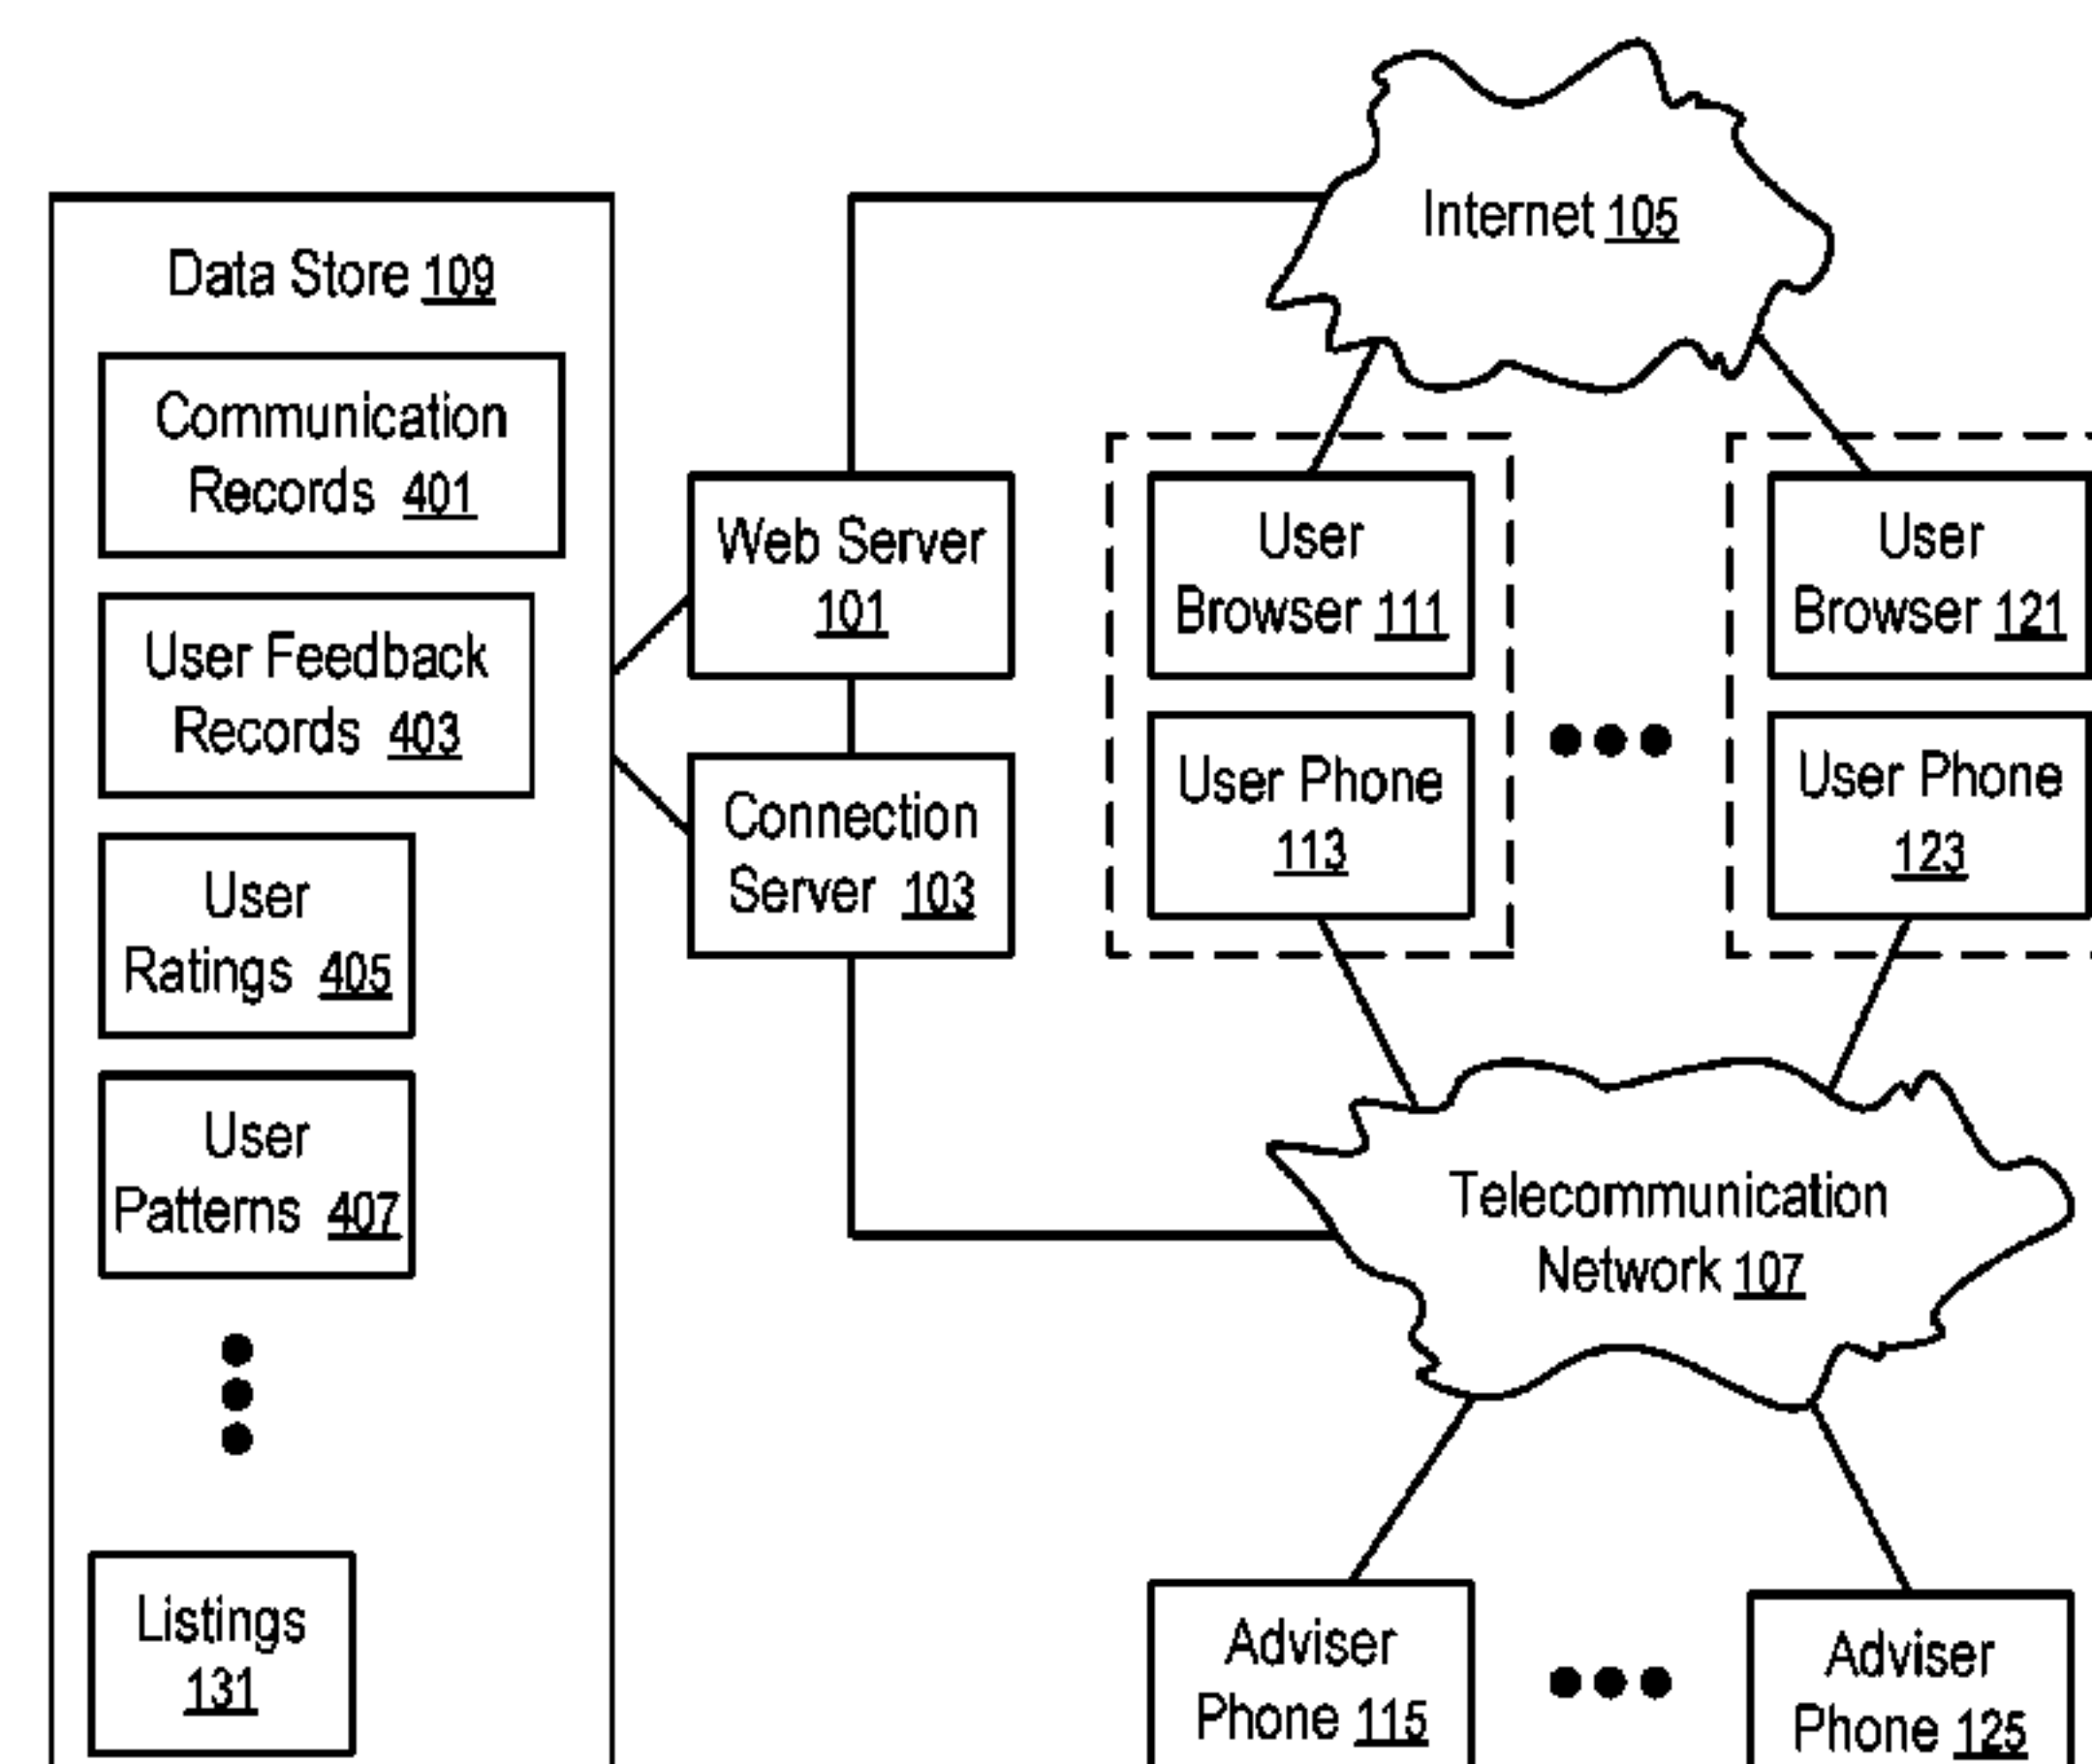 Data Store 109
Communication
Records 401
User Feedback
Records 403
User
Ratings 405
User
Patterns 407
Listings
131
Web Server
101
Connection
Server 103
Internet 105
User
Browser 111
User Phone
113
User
Browser 121
User Phone
123
Telecommunication
Network 107
Adviser
Phone 115
Adviser
Phone 125